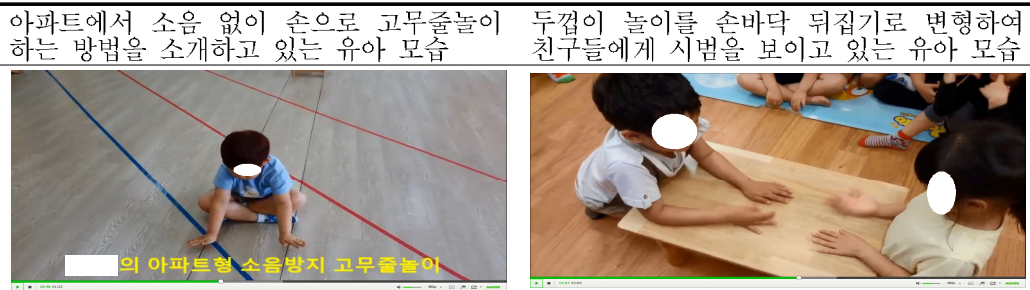 아파트에서 소음 없이 손으로 고무줄놀이
하는 방법을 소개하고 있는 유아 모습
두껍이 놀이를 손바닥 뒤집기로 변형하여
친구들에게 시범을 보이고 있는 유아 모습
의 아파트형 소음방지 고무줄놀이